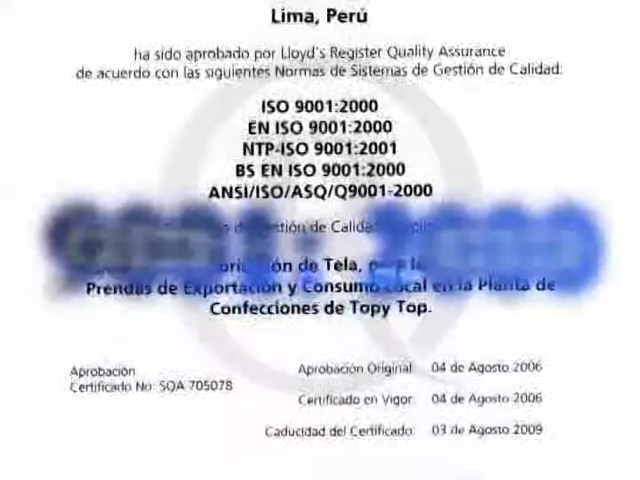 Lima, Perú
ha sido aprobado por Lloyd's Register Quality Assurance
de acuerdo con las siguientes Normas de Sistemas de Gestión de Calidad:
ISO 9001:2000
EN ISO 9001:2000
NTP-ISO 9001:2001
BS EN ISO 9001:2000
ANSI/ISO/ASQ/Q9001-2000
de Calidad
de Tela,
Prendas de Exportación y Consumo Local en la Planta de
Confecciones de Topy Top.
Aprobación
Certificado No: SQA 705078
Aprobación Original: 04 de Agosto 2006
Certificado en Vigor: 04 de Agosto 2006
Caducidad del Certificado: 03 de Agosto 2009